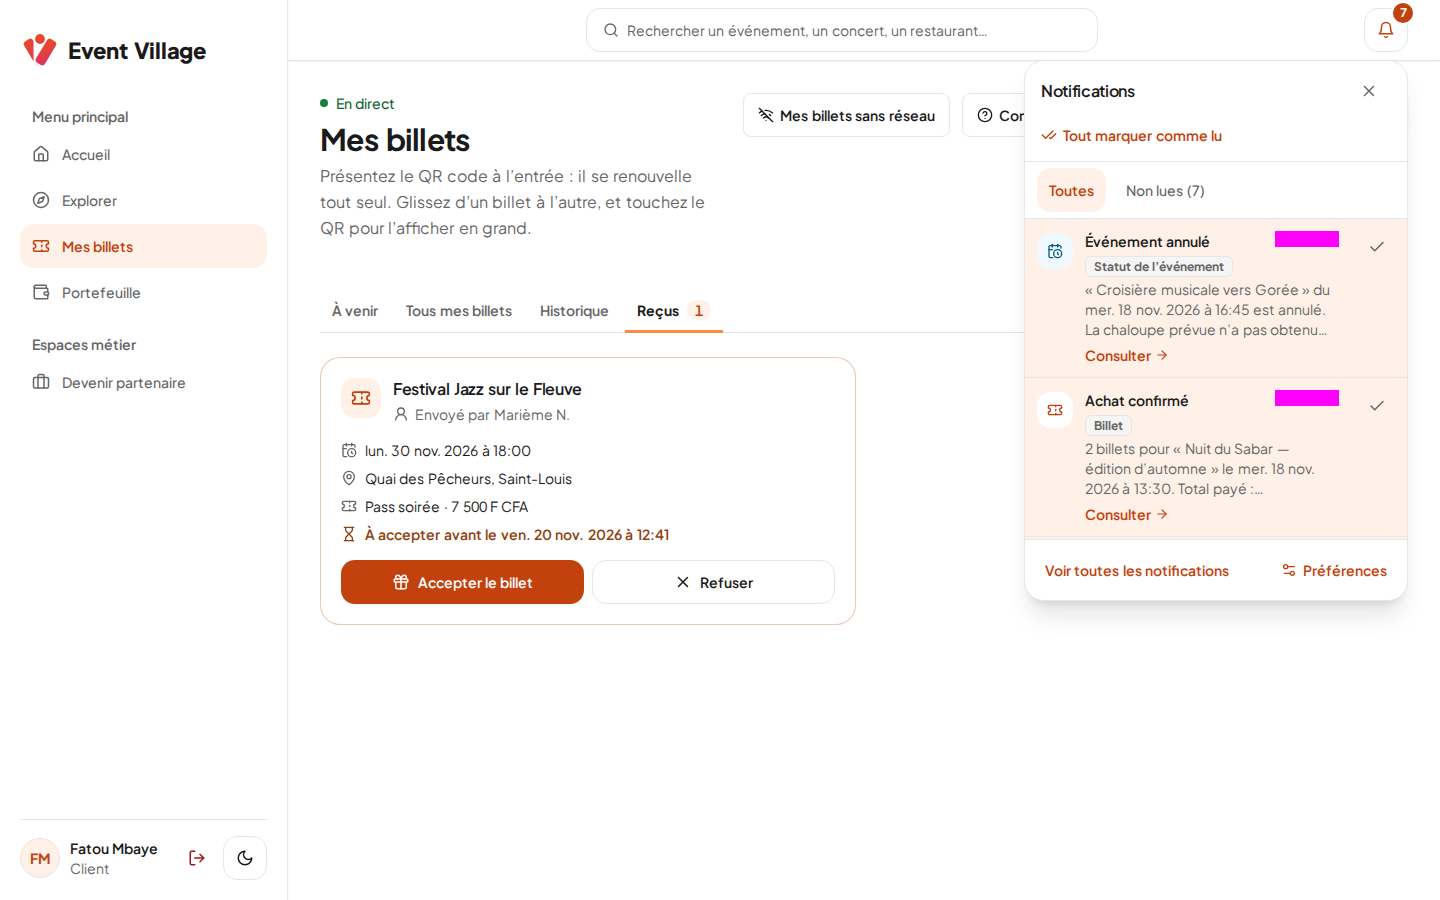 Event Village
Rechercher un événement, un concert, un restaurant...
7
Menu principal
Accueil
Explorer
Mes billets
Portefeuille
Espaces métier
Devenir partenaire
FM
Fatou Mbaye
Client
En direct
Mes billets
Présentez le QR code à l’entrée : il se renouvelle
tout seul. Glissez d’un billet à l’autre, et touchez le
QR pour l’afficher en grand.
Mes billets sans réseau
À venir
Tous mes billets
Historique
Reçus 1
Festival Jazz sur le Fleuve
Envoyé par Marième N.
lun. 30 nov. 2026 à 18:00
Quai des Pêcheurs, Saint-Louis
Pass soirée · 7 500 F CFA
À accepter avant le ven. 20 nov. 2026 à 12:41
Accepter le billet
Refuser
Notifications
Tout marquer comme lu
Toutes
Non lues (7)
Événement annulé
Statut de l’événement
« Croisière musicale vers Gorée » du
mer. 18 nov. 2026 à 16:45 est annulé.
La chaloupe prévue n’a pas obtenu...
Consulter
Achat confirmé
Billet
2 billets pour « Nuit du Sabar —
édition d’automne » le mer. 18 nov.
2026 à 13:30. Total payé :...
Consulter
Voir toutes les notifications
Préférences